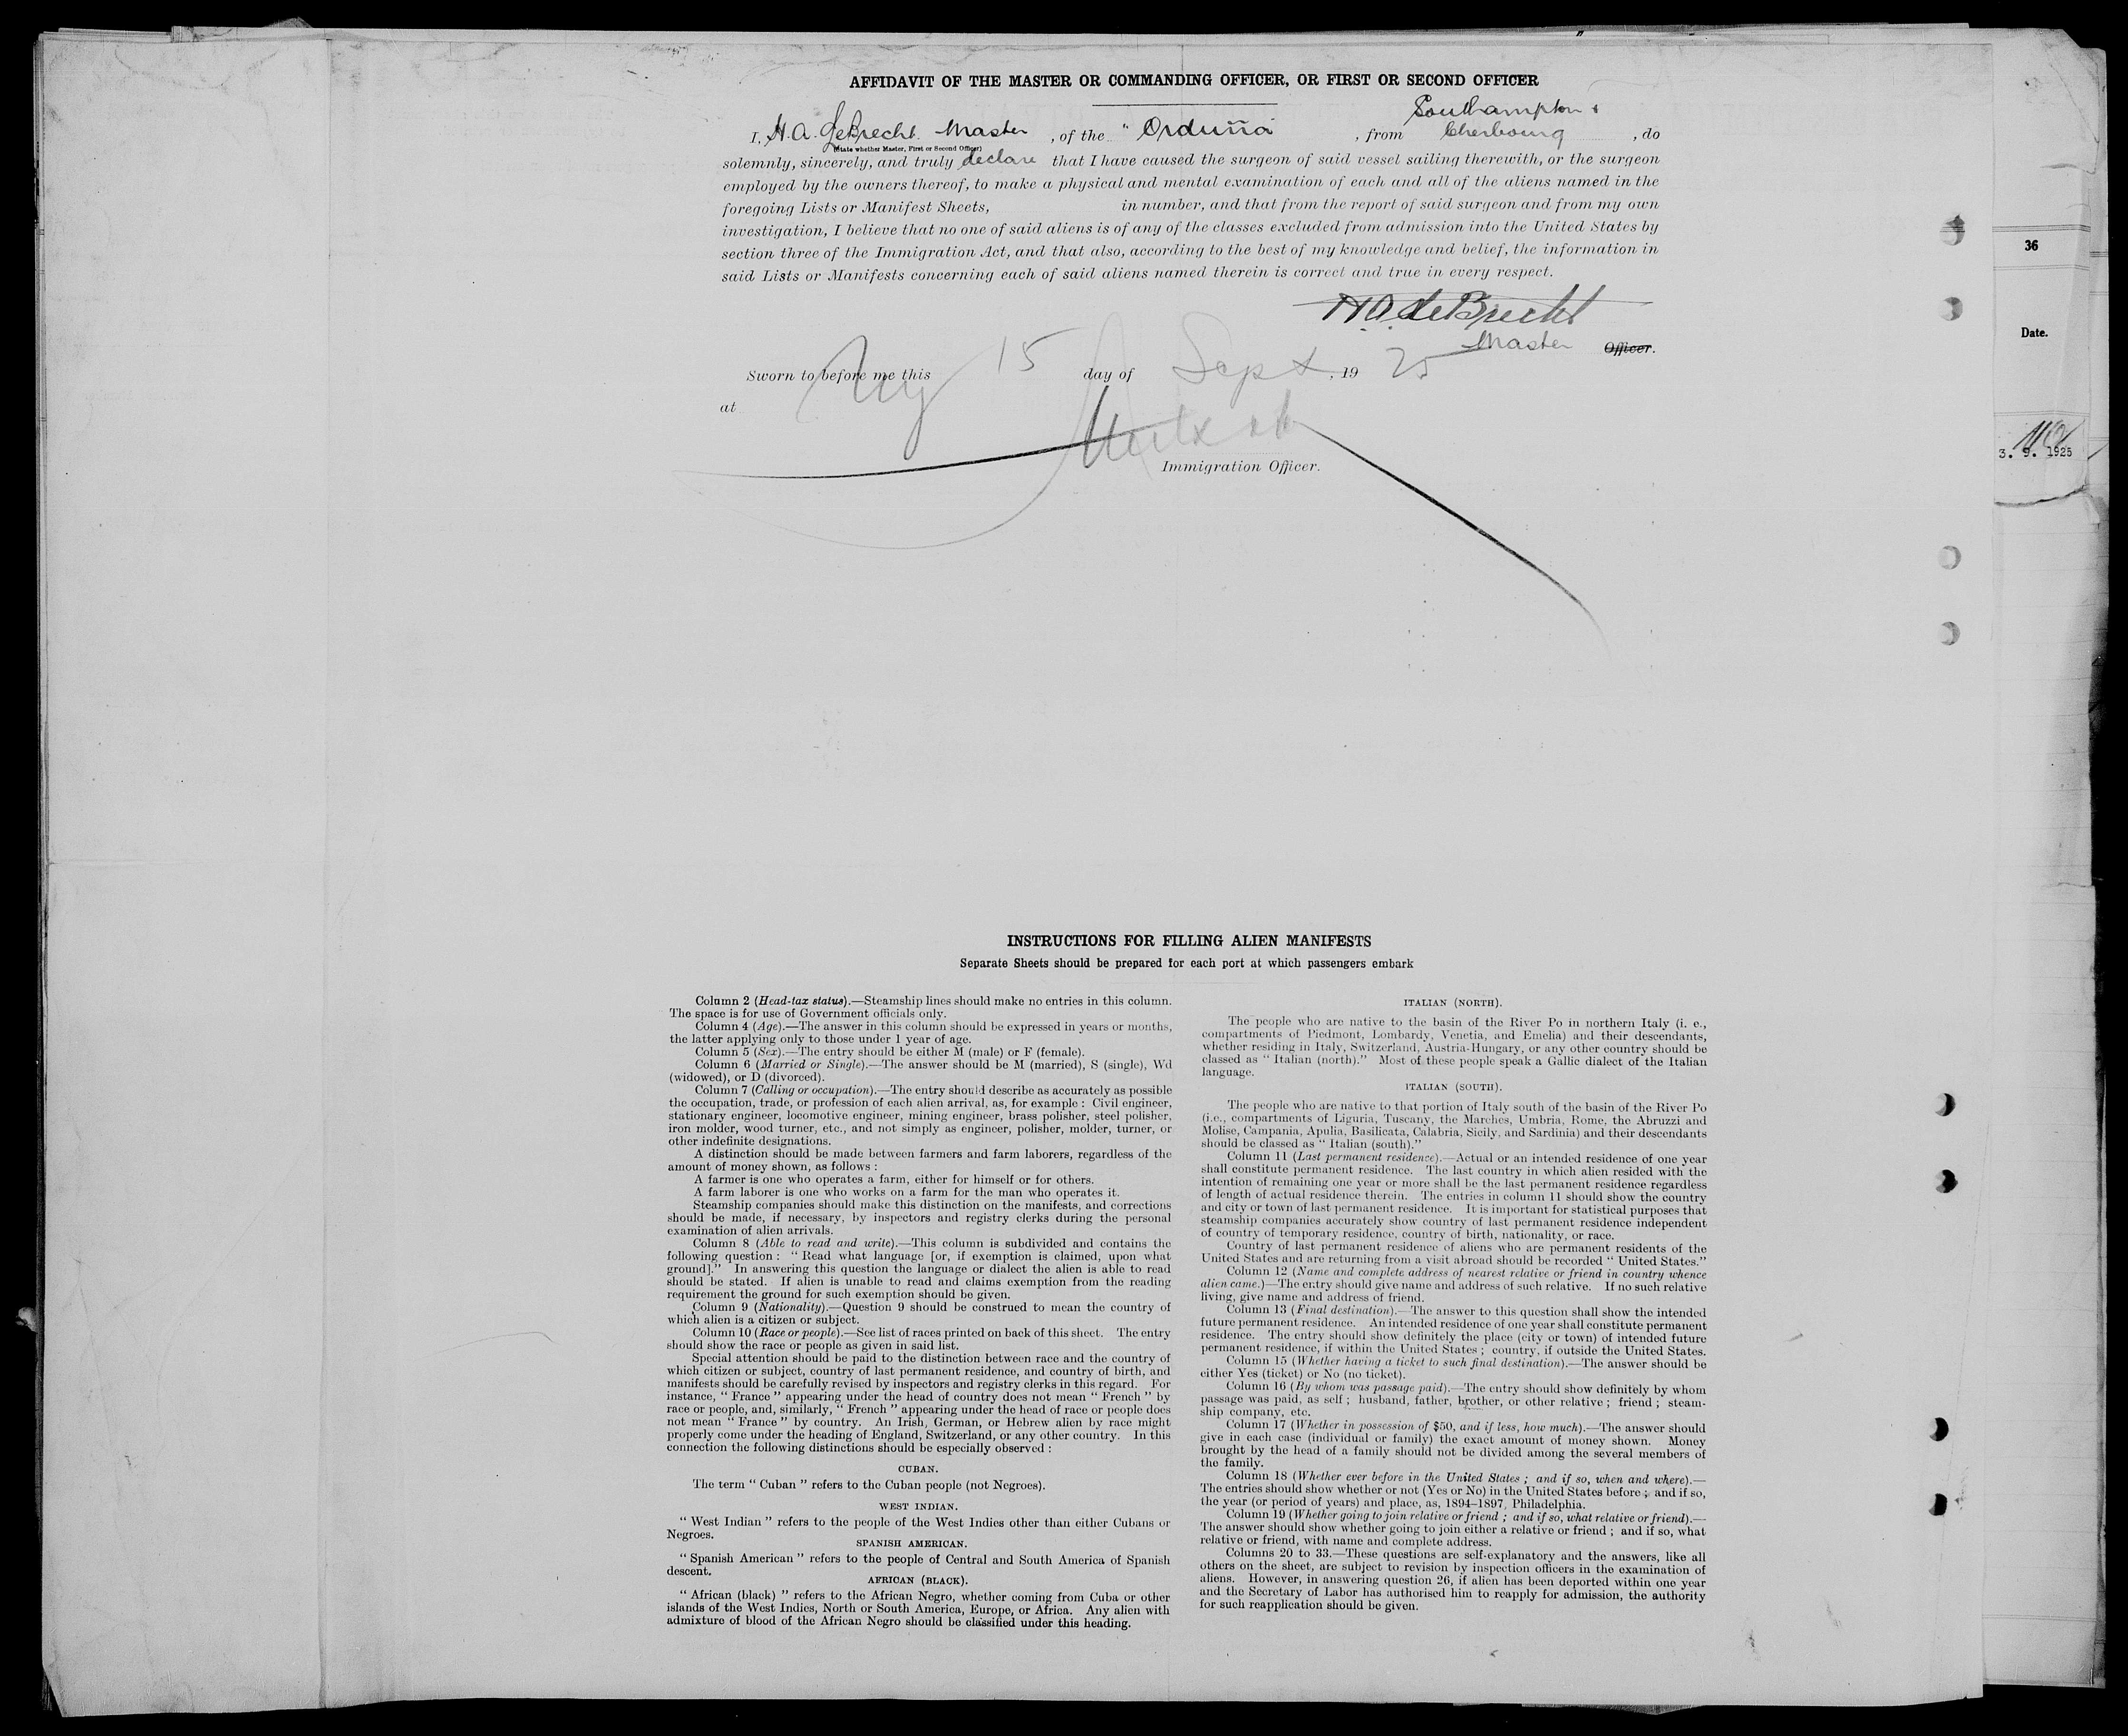 AFFIDAVIT OF THE MASTER OR COMMANDING OFFICER, OR FIRST OR SECOND OFFICER
Southampton &
I, H. A. LeBrecht Master, of the "Orduña", from Cherbourg, do
(State whether Master, First or Second Officer)
solemnly, sincerely, and truly declare that I have caused the surgeon of said vessel sailing therewith, or the surgeon
employed by the owners thereof, to make a physical and mental examination of each and all of the aliens named in the
foregoing Lists or Manifest Sheets, in number, and that from the report of said surgeon and from my own
investigation, I believe that no one of said aliens is of any of the classes excluded from admission into the United States by
section three of the Immigration Act, and that also, according to the best of my knowledge and belief, the information in
said Lists or Manifests concerning each of said aliens named therein is correct and true in every respect.
H A LeBrecht
Master Officer.
Sworn to before me this 15 day of Sept, 19 25
at NY
Immigration Officer.
36
Date.
3. 9. 1925
INSTRUCTIONS FOR FILLING ALIEN MANIFESTS
Separate Sheets should be prepared for each port at which passengers embark
Column 2 (Head-tax status).—Steamship lines should make no entries in this column.
The space is for use of Government officials only.
Column 4 (Age).—The answer in this column should be expressed in years or months,
the latter applying only to those under 1 year of age.
Column 5 (Sex).—The entry should be either M (male) or F (female).
Column 6 (Married or Single).—The answer should be M (married), S (single), Wd
(widowed), or D (divorced).
Column 7 (Calling or occupation).—The entry should describe as accurately as possible
the occupation, trade, or profession of each alien arrival, as, for example : Civil engineer,
stationary engineer, locomotive engineer, mining engineer, brass polisher, steel polisher,
iron molder, wood turner, etc., and not simply as engineer, polisher, molder, turner, or
other indefinite designations.
A distinction should be made between farmers and farm laborers, regardless of the
amount of money shown, as follows :
A farmer is one who operates a farm, either for himself or for others.
A farm laborer is one who works on a farm for the man who operates it.
Steamship companies should make this distinction on the manifests, and corrections
should be made, if necessary, by inspectors and registry clerks during the personal
examination of alien arrivals.
Column 8 (Able to read and write).—This column is subdivided and contains the
following question : " Read what language [or, if exemption is claimed, upon what
ground]." In answering this question the language or dialect the alien is able to read
should be stated. If alien is unable to read and claims exemption from the reading
requirement the ground for such exemption should be given.
Column 9 (Nationality).—Question 9 should be construed to mean the country of
which alien is a citizen or subject.
Column 10 (Race or people).—See list of races printed on back of this sheet. The entry
should show the race or people as given in said list.
Special attention should be paid to the distinction between race and the country of
which citizen or subject, country of last permanent residence, and country of birth, and
manifests should be carefully revised by inspectors and registry clerks in this regard. For
instance, " France " appearing under the head of country does not mean " French " by
race or people, and, similarly, " French " appearing under the head of race or people does
not mean " France " by country. An Irish, German, or Hebrew alien by race might
properly come under the heading of England, Switzerland, or any other country. In this
connection the following distinctions should be especially observed :
CUBAN.
The term " Cuban " refers to the Cuban people (not Negroes).
WEST INDIAN.
" West Indian " refers to the people of the West Indies other than either Cubans or
Negroes.
SPANISH AMERICAN.
" Spanish American " refers to the people of Central and South America of Spanish
descent.
AFRICAN (BLACK).
" African (black) " refers to the African Negro, whether coming from Cuba or other
islands of the West Indies, North or South America, Europe, or Africa. Any alien with
admixture of blood of the African Negro should be classified under this heading.
ITALIAN (NORTH).
The people who are native to the basin of the River Po in northern Italy (i. e.,
compartments of Piedmont, Lombardy, Venetia, and Emelia) and their descendants,
whether residing in Italy, Switzerland, Austria-Hungary, or any other country should be
classed as " Italian (north)." Most of these people speak a Gallic dialect of the Italian
language.
ITALIAN (SOUTH).
The people who are native to that portion of Italy south of the basin of the River Po
(i.e., compartments of Liguria, Tuscany, the Marches, Umbria, Rome, the Abruzzi and
Molise, Campania, Apulia, Basilicata, Calabria, Sicily, and Sardinia) and their descendants
should be classed as " Italian (south)."
Column 11 (Last permanent residence).—Actual or an intended residence of one year
shall constitute permanent residence. The last country in which alien resided with the
intention of remaining one year or more shall be the last permanent residence regardless
of length of actual residence therein. The entries in column 11 should show the country
and city or town of last permanent residence. It is important for statistical purposes that
steamship companies accurately show country of last permanent residence independent
of country of temporary residence, country of birth, nationality, or race.
Country of last permanent residence of aliens who are permanent residents of the
United States and are returning from a visit abroad should be recorded " United States."
Column 12 (Name and complete address of nearest relative or friend in country whence
alien came.)—The entry should give name and address of such relative. If no such relative
living, give name and address of friend.
Column 13 (Final destination).—The answer to this question shall show the intended
future permanent residence. An intended residence of one year shall constitute permanent
residence. The entry should show definitely the place (city or town) of intended future
permanent residence, if within the United States ; country, if outside the United States.
Column 15 (Whether having a ticket to such final destination).—The answer should be
either Yes (ticket) or No (no ticket).
Column 16 (By whom was passage paid).—The entry should show definitely by whom
passage was paid, as self ; husband, father, brother, or other relative ; friend ; steam-
ship company, etc.
Column 17 (Whether in possession of $50, and if less, how much).—The answer should
give in each case (individual or family) the exact amount of money shown. Money
brought by the head of a family should not be divided among the several members of
the family.
Column 18 (Whether ever before in the United States ; and if so, when and where).—
The entries should show whether or not (Yes or No) in the United States before ; and if so,
the year (or period of years) and place, as, 1894–1897, Philadelphia.
Column 19 (Whether going to join relative or friend ; and if so, what relative or friend).—
The answer should show whether going to join either a relative or friend ; and if so, what
relative or friend, with name and complete address.
Columns 20 to 33.—These questions are self-explanatory and the answers, like all
others on the sheet, are subject to revision by inspection officers in the examination of
aliens. However, in answering question 26, if alien has been deported within one year
and the Secretary of Labor has authorised him to reapply for admission, the authority
for such reapplication should be given.